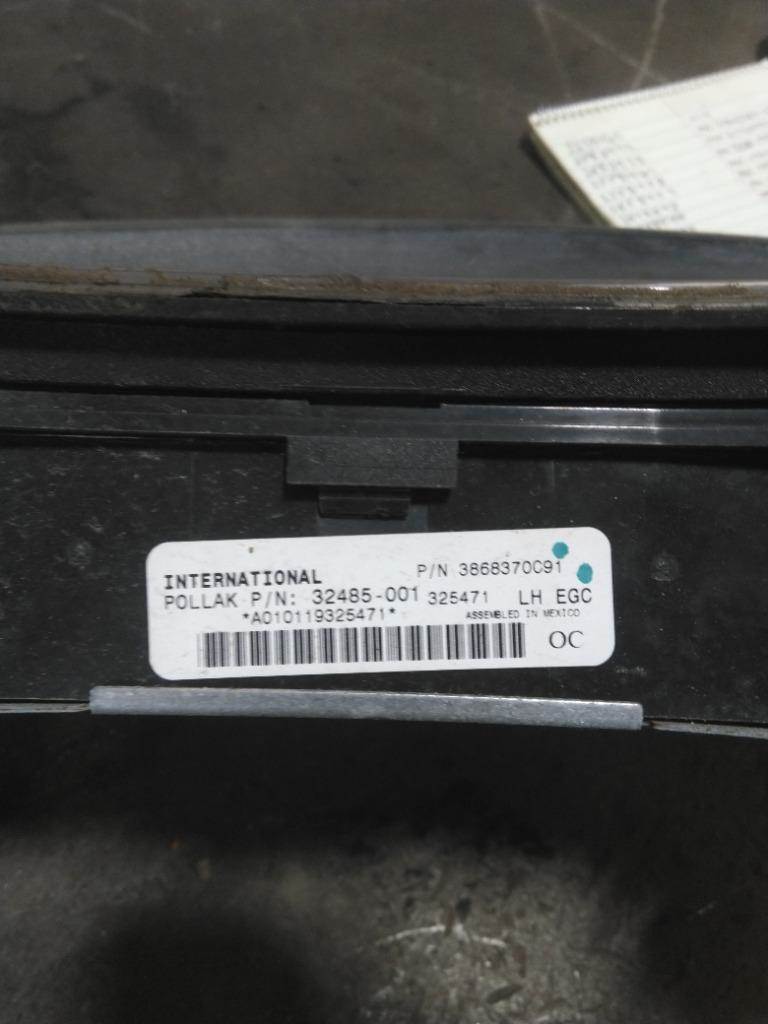 INTERNATIONAL P/N 3868370C91
POLLAK P/N: 32485-001 325471 LH EGC
*A010119325471* ASSEMBLED IN MEXICO
OC